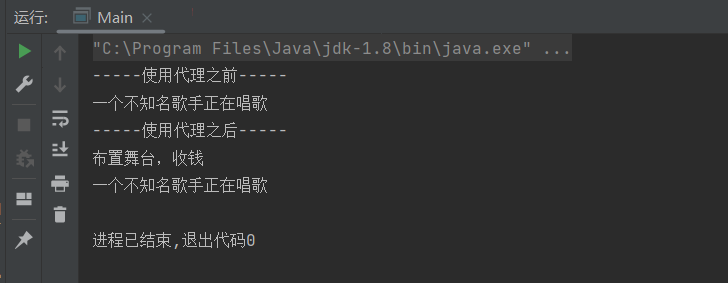 运行: Main
"C:\Program Files\Java\jdk-1.8\bin\java.exe" ...
-----使用代理之前-----
一个不知名歌手正在唱歌
-----使用代理之后-----
布置舞台，收钱
一个不知名歌手正在唱歌
进程已结束,退出代码0